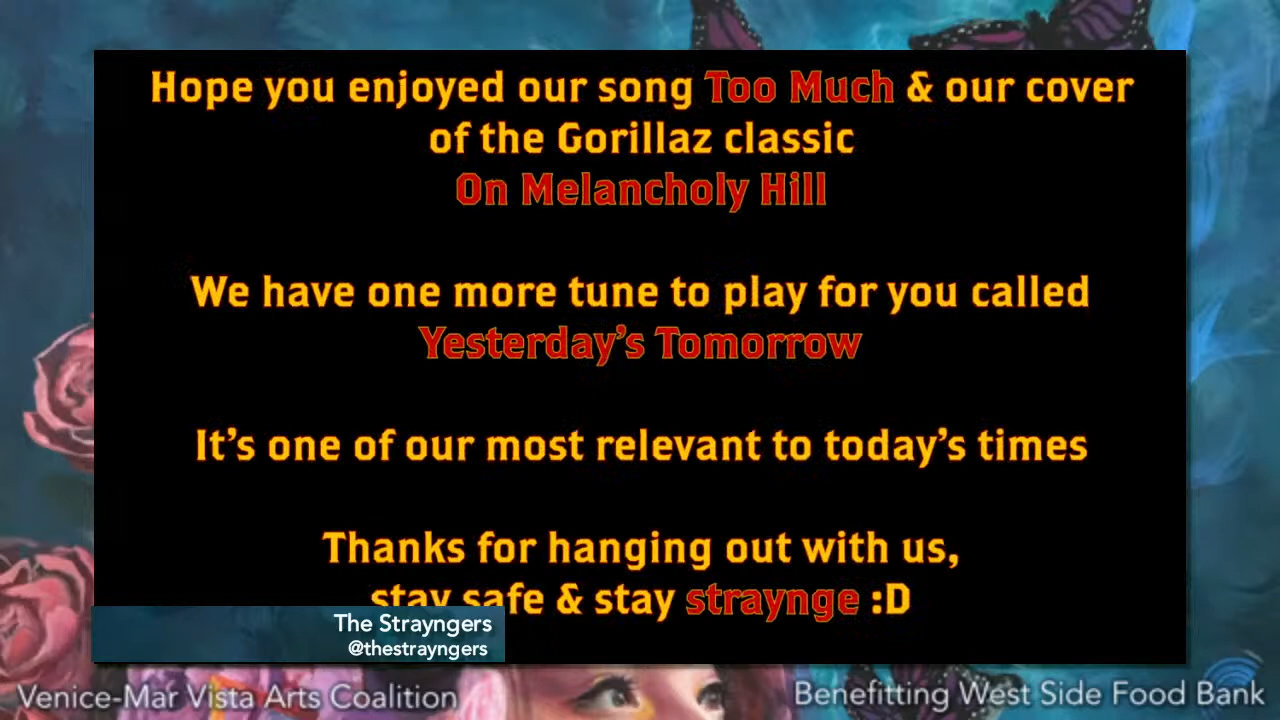 Hope you enjoyed our song Too Much & our cover
of the Gorillaz classic
On Melancholy Hill
We have one more tune to play for you called
Yesterday's Tomorrow
It's one of our most relevant to today's times
Thanks for hanging out with us,
stay safe & stay straynge :D
The Strayngers
@thestrayngers
Venice-Mar Vista Arts Coalition
Benefitting West Side Food Bank